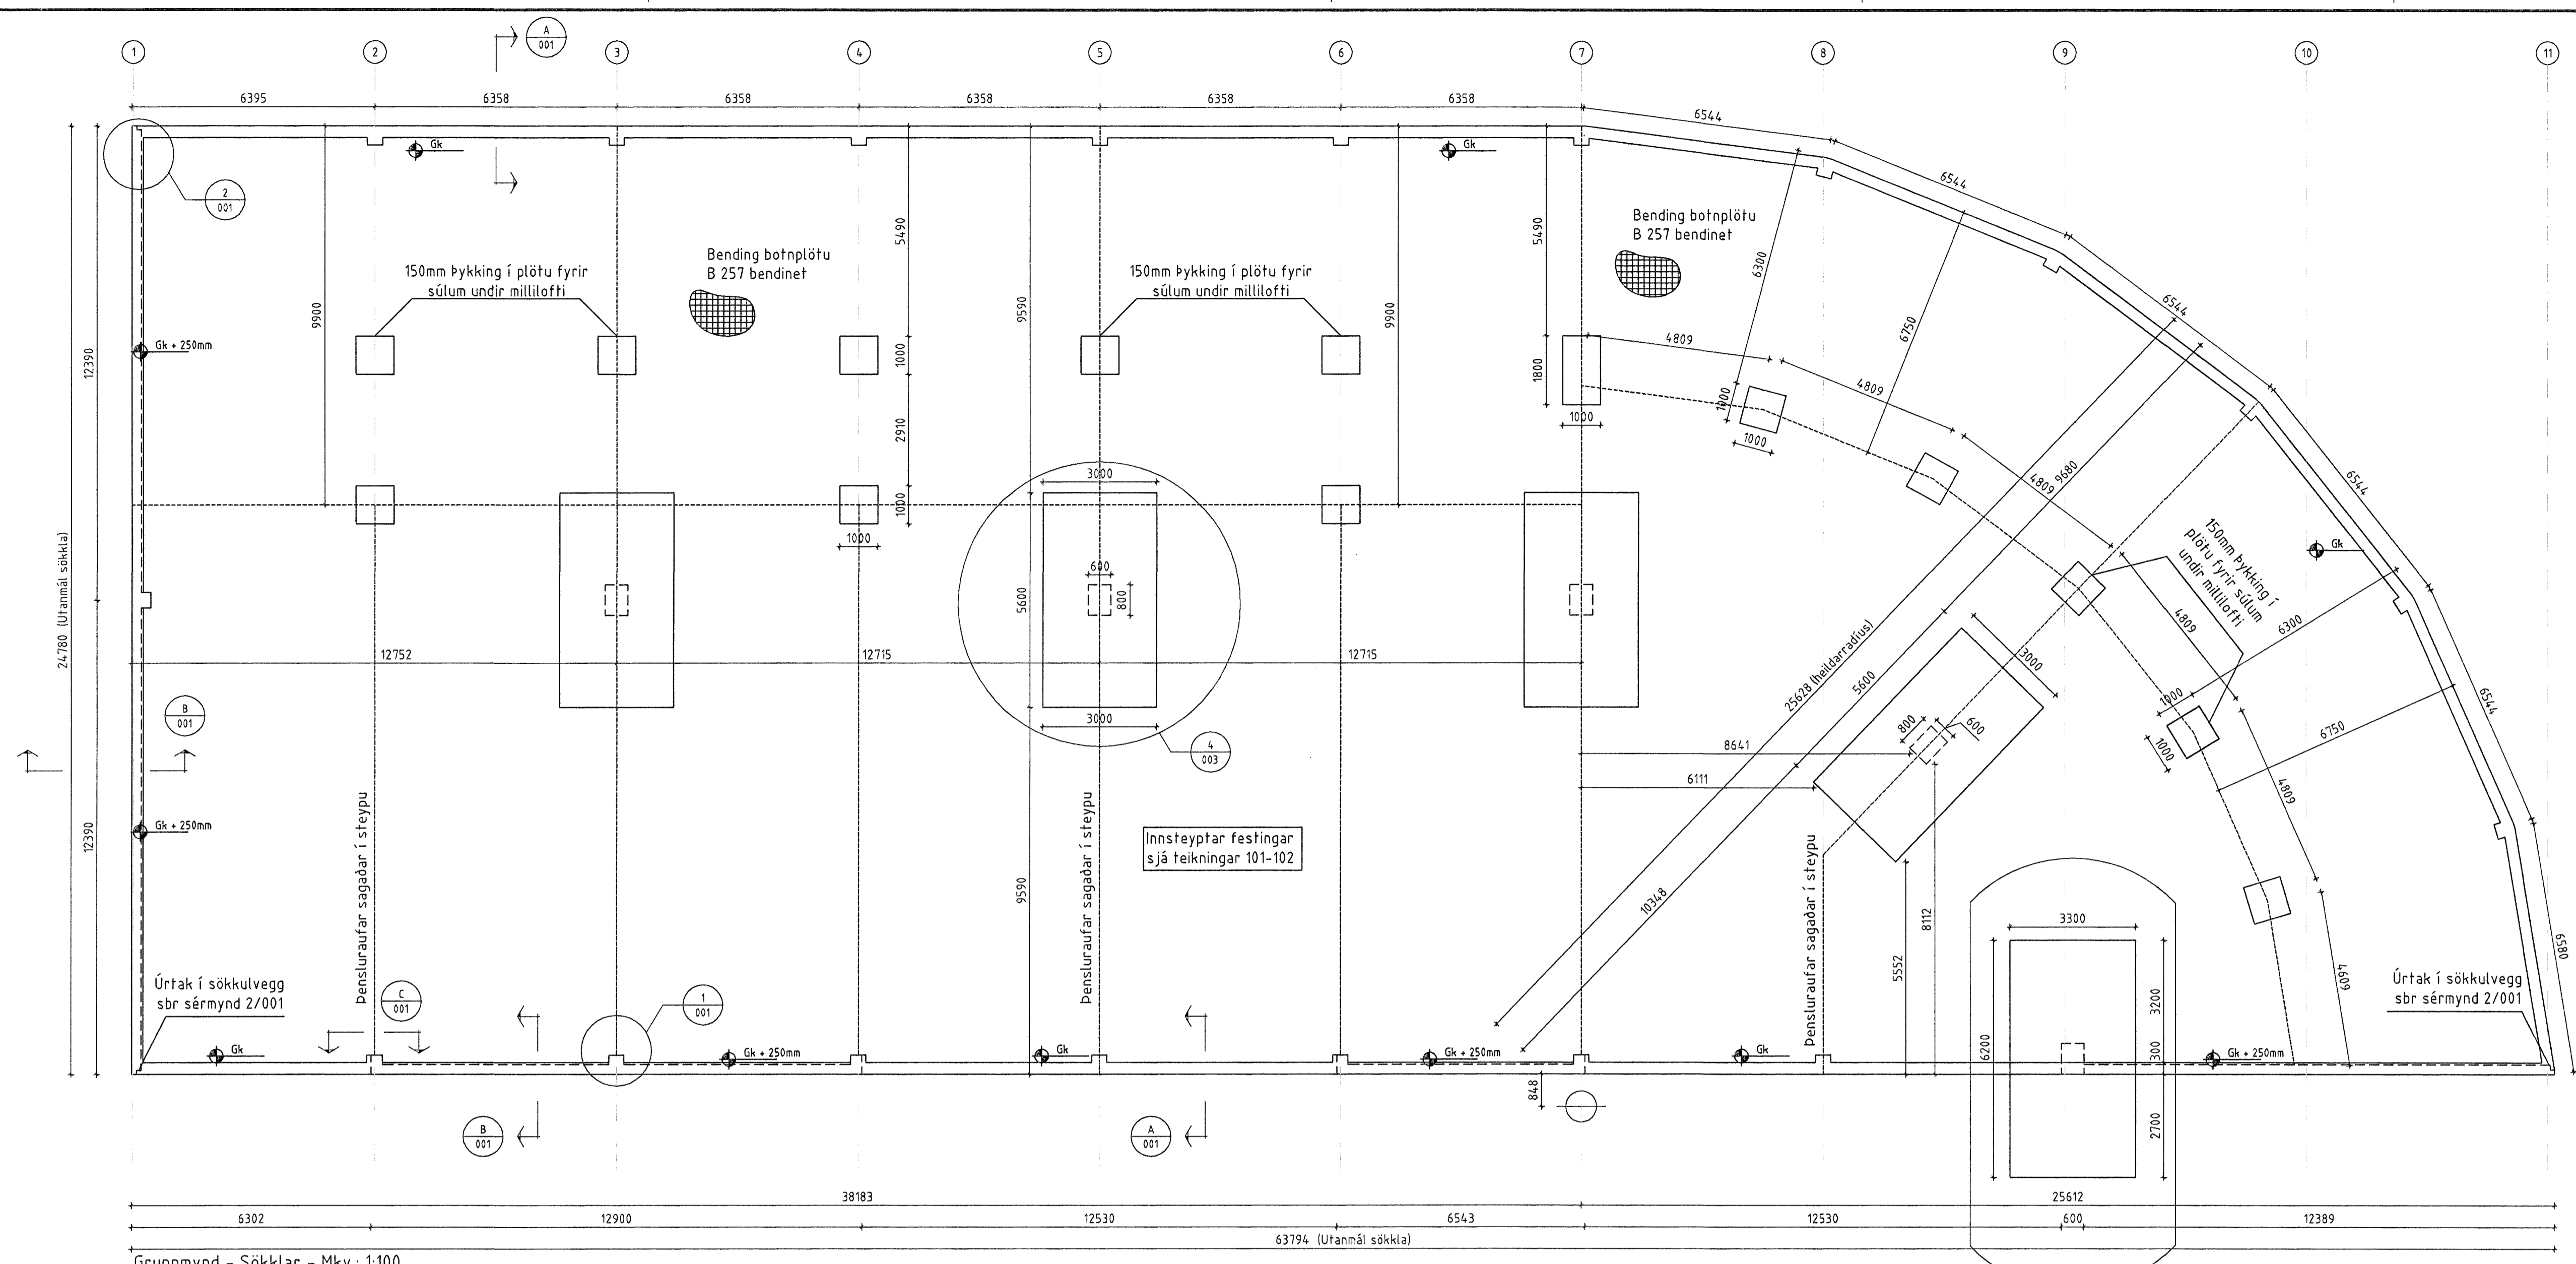 A
001
1
2
3
4
5
6
7
8
9
10
11
6395
6358
6358
6358
6358
6358
6544
6544
6544
6544
6544
6580
Gk
Gk
2
001
Bending botnplötu
B 257 bendinet
Bending botnplötu
B 257 bendinet
150mm Þykking í plötu fyrir
súlum undir millilofti
150mm Þykking í plötu fyrir
súlum undir millilofti
5490
5490
9900
9590
9900
6300
6750
4809
4809
4809
4809
4809
4609
12390
Gk + 250mm
1000
1800
1000
1000
1000
2910
1000
1000
3000
9680
Gk
150mm Þykking í
plötu fyrir súlum
undir millilofti
24780 (Utanmál sökkla)
5600
600
800
6300
12752
12715
12715
25628 (heildarradíus)
5600
3000
1000
1000
6750
B
001
3000
4
003
8641
800
600
6111
12390
Gk + 250mm
Þensluraufar sagaðar í steypu
Þensluraufar sagaðar í steypu
Þensluraufar sagaðar í steypu
Innsteyptar festingar
sjá teikningar 101-102
9590
10348
8112
5552
3300
3200
300
2700
6200
Úrtak í sökkulvegg
sbr sérmynd 2/001
C
001
1
001
Úrtak í sökkulvegg
sbr sérmynd 2/001
Gk
Gk + 250mm
Gk
Gk + 250mm
Gk
Gk + 250mm
848
B
001
A
001
38183
25612
6302
12900
12530
6543
12530
600
12389
63794 (Utanmál sökkla)
Grunnmynd - Sökklar - Mkv.: 1:100